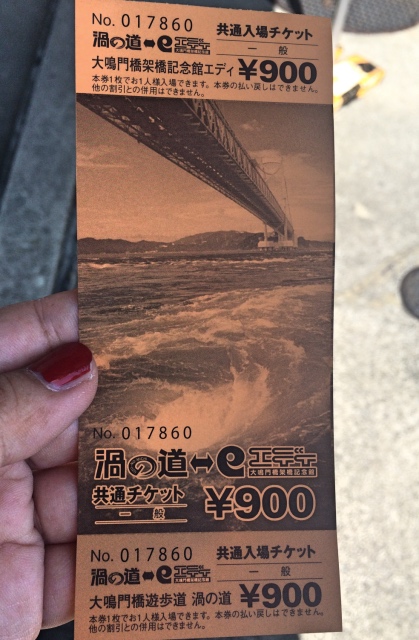 No. 017860 共通入場チケット
渦の道↔eエディ 一般
大鳴門橋架橋記念館エディ ¥900
本券1枚でお1人様入場できます。本券の払い戻しはできません。
他の割引との併用はできません。
No. 017860
渦の道↔eエディ
大鳴門橋架橋記念館
共通チケット ¥900
一般
No. 017860 共通入場チケット
渦の道↔eエディ 一般
大鳴門橋架橋記念館
大鳴門橋遊歩道 渦の道 ¥900
本券1枚でお1人様入場できます。本券の払い戻しはできません。
他の割引との併用はできません。